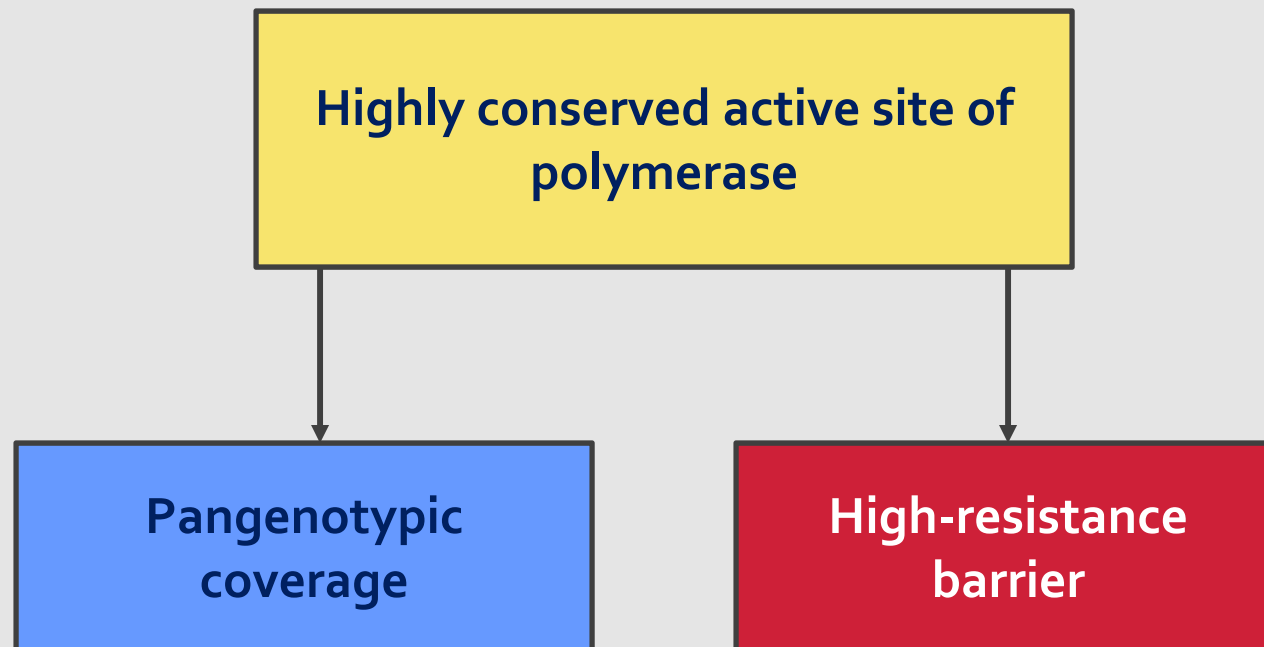 Highly conserved active site of
polymerase
Pangenotypic
coverage
High-resistance
barrier